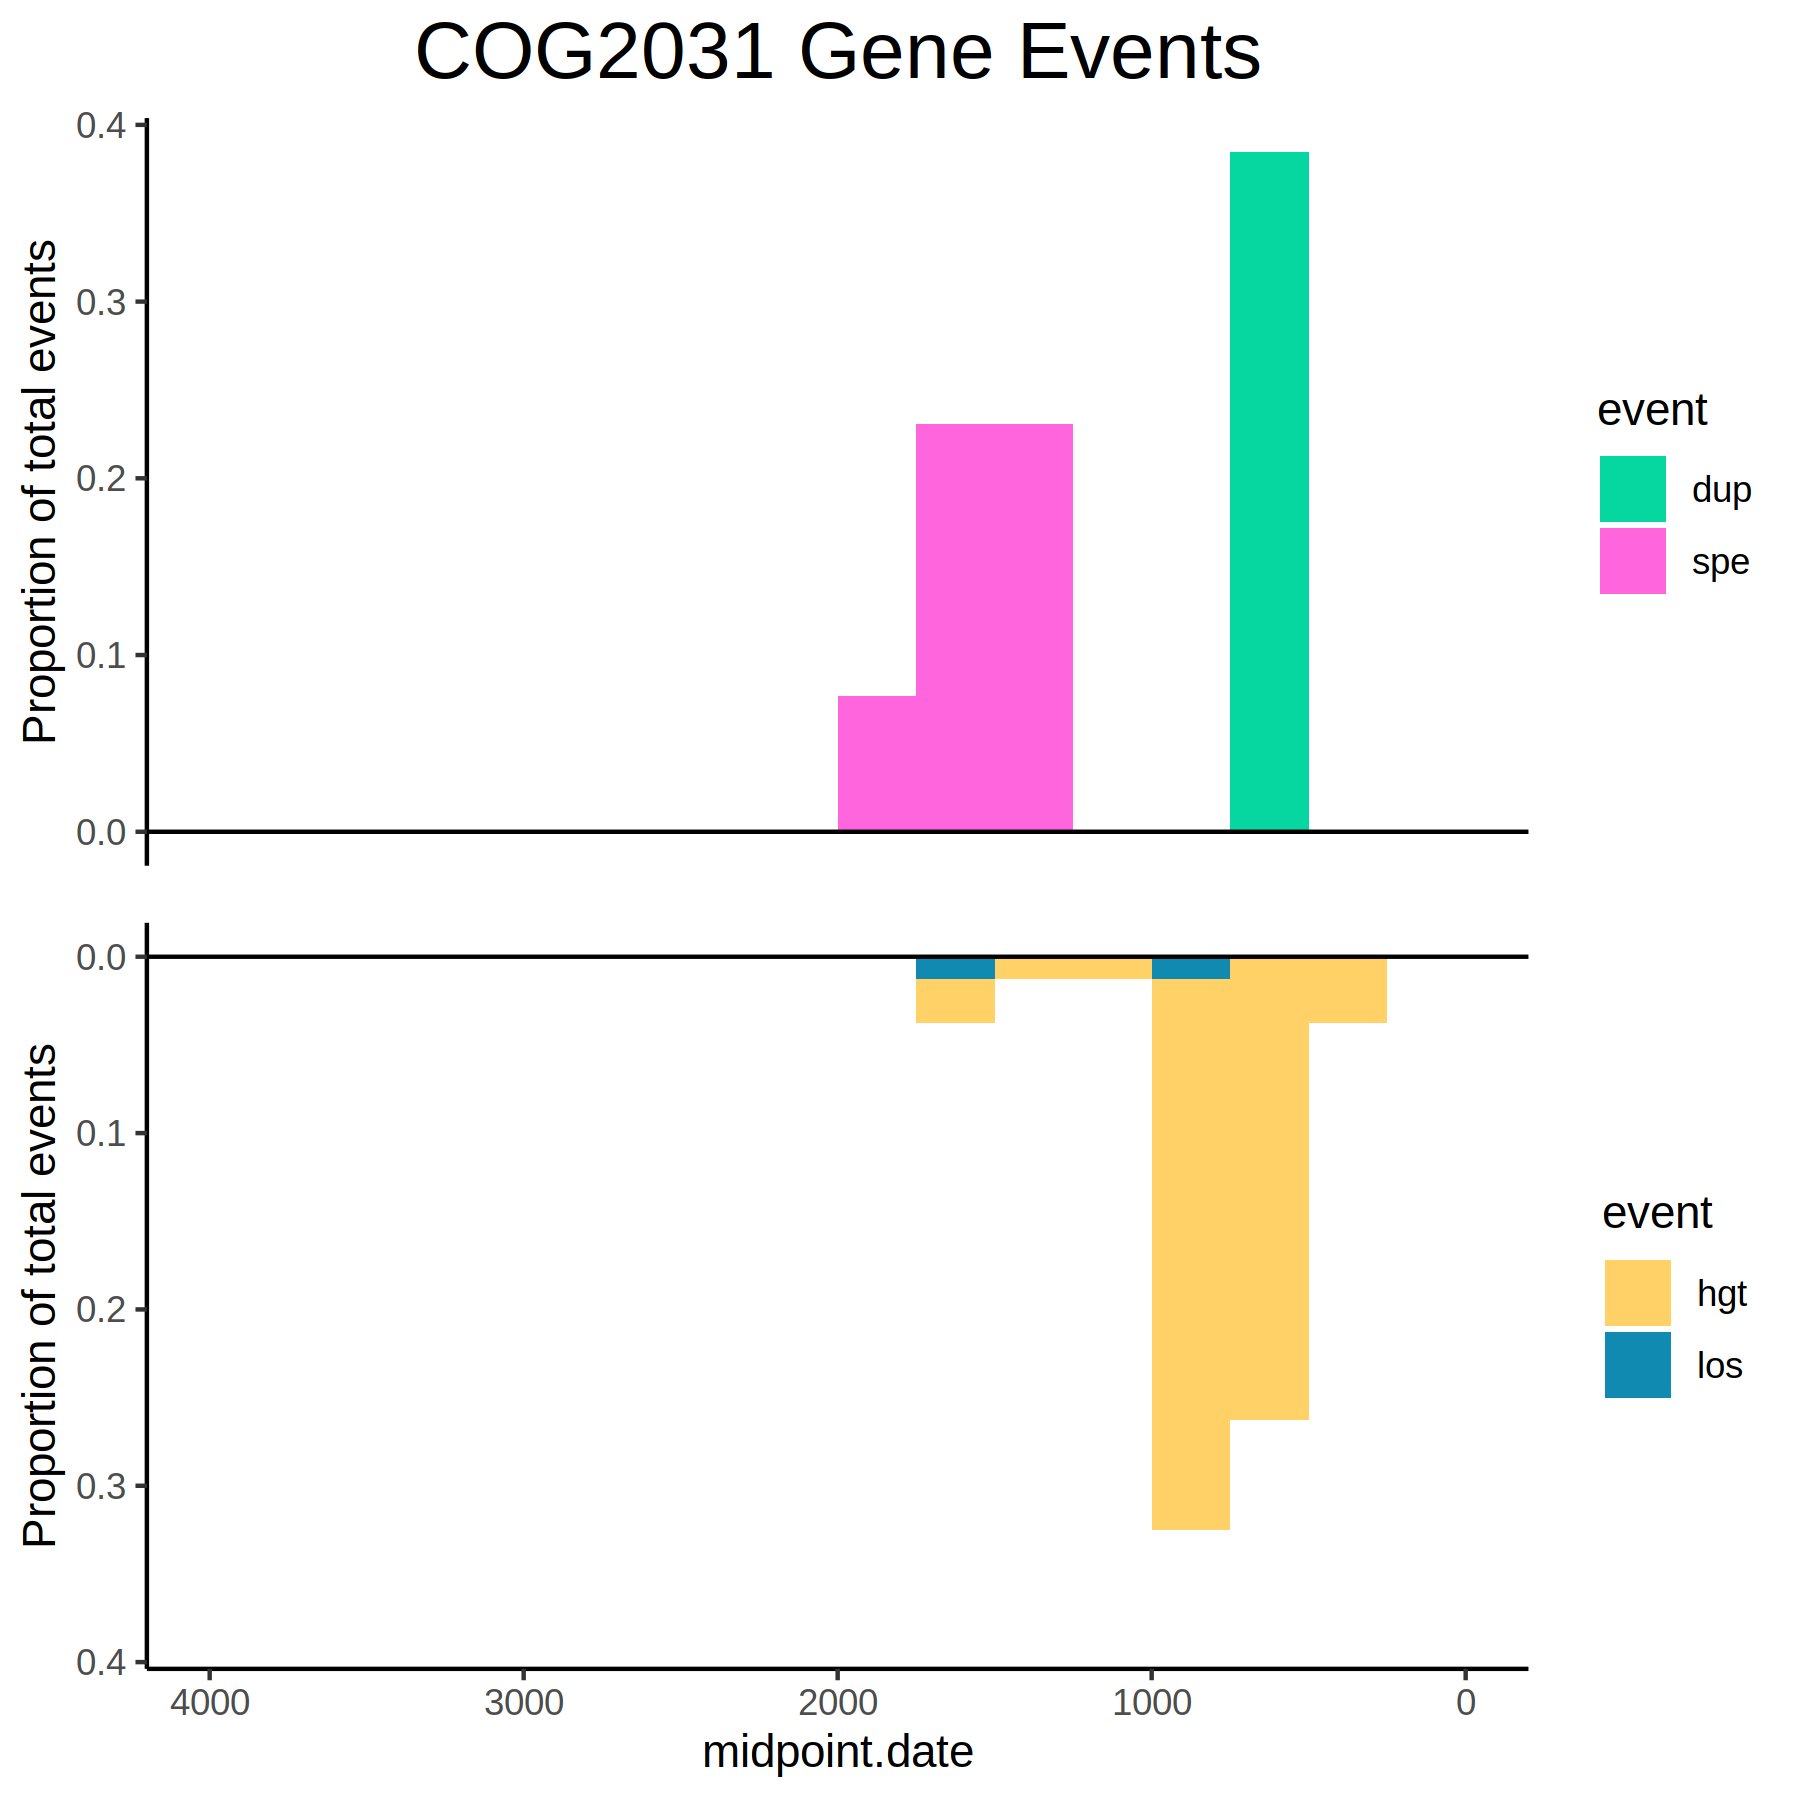 COG2031 Gene Events
0.4
0.3
0.2
0.1
0.0
Proportion of total events
event
dup
spe
0.0
0.1
0.2
0.3
0.4
Proportion of total events
event
hgt
los
4000 3000 2000 1000 0
midpoint.date